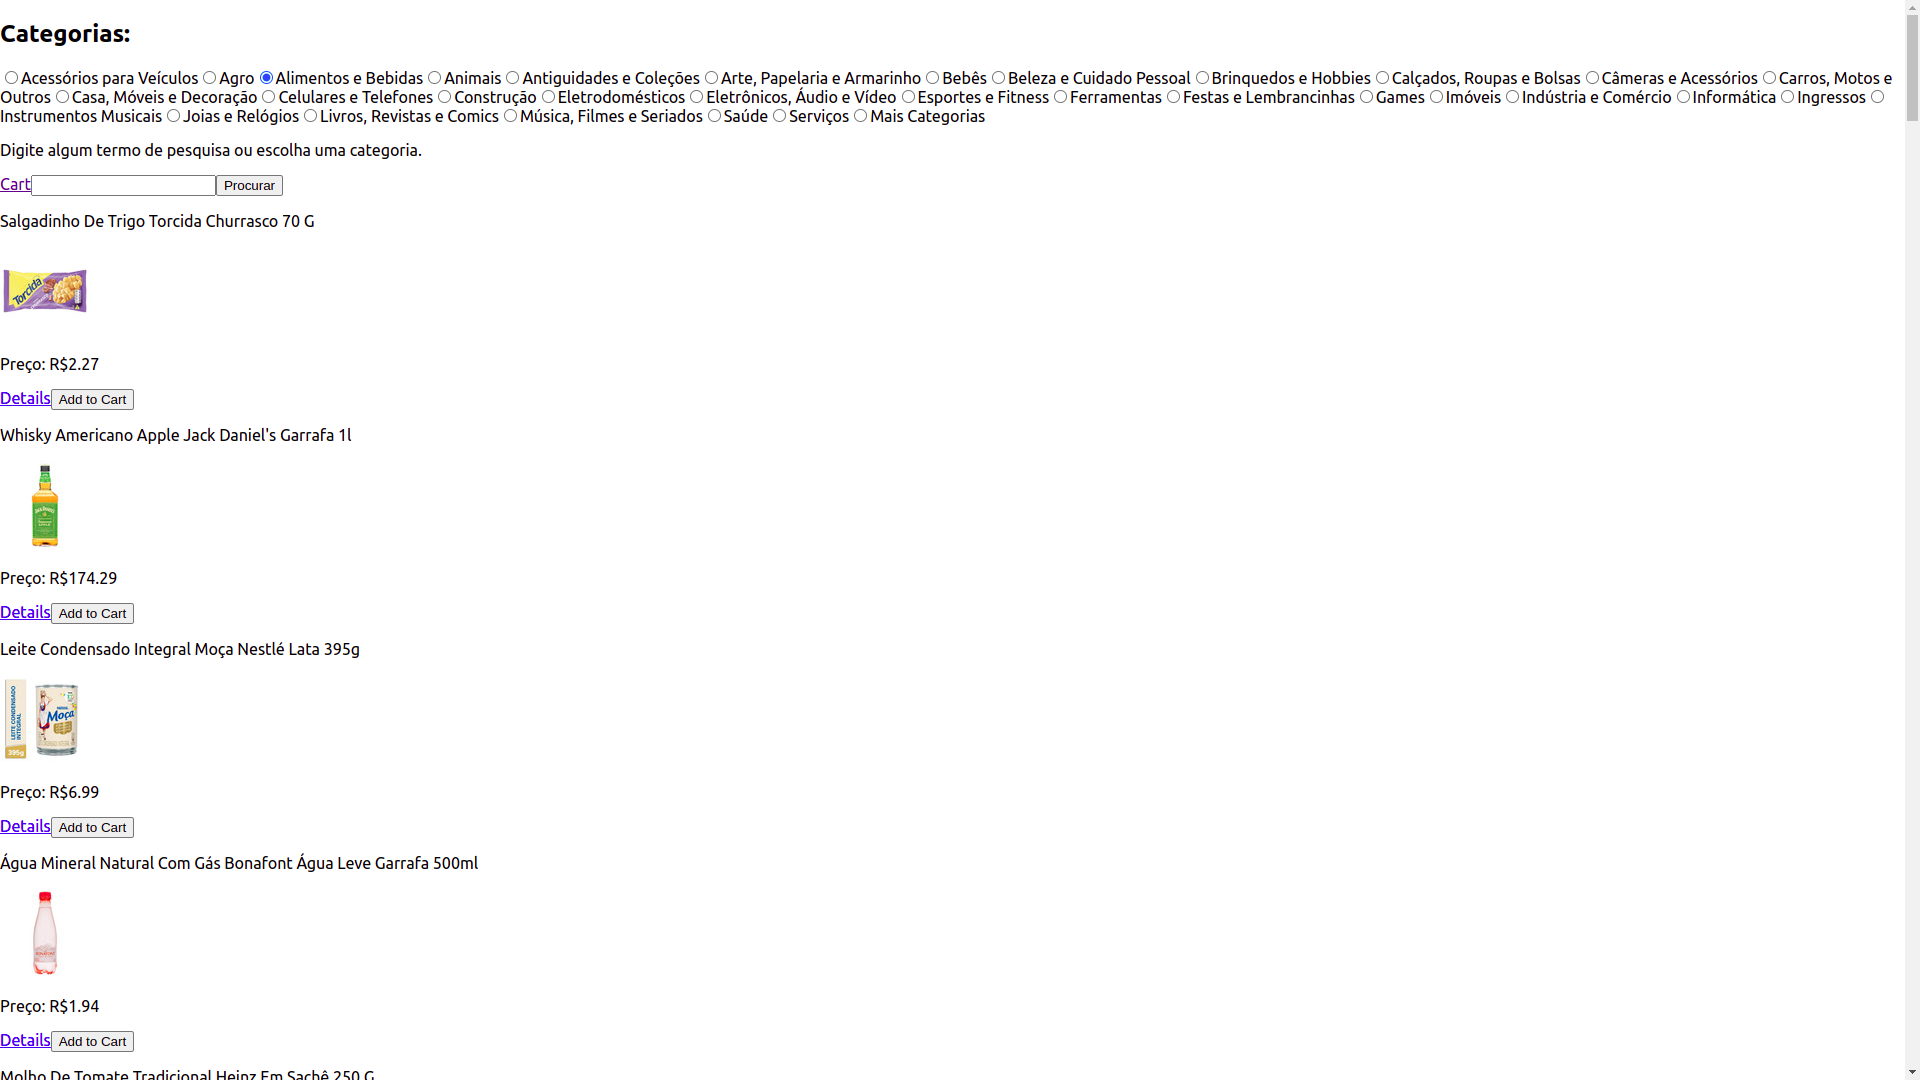 Categorias:
Acessórios para Veículos Agro Alimentos e Bebidas Animais Antiguidades e Coleções Arte, Papelaria e Armarinho Bebês Beleza e Cuidado Pessoal Brinquedos e Hobbies Calçados, Roupas e Bolsas Câmeras e Acessórios Carros, Motos e
Outros Casa, Móveis e Decoração Celulares e Telefones Construção Eletrodomésticos Eletrônicos, Áudio e Vídeo Esportes e Fitness Ferramentas Festas e Lembrancinhas Games Imóveis Indústria e Comércio Informática Ingressos
Instrumentos Musicais Joias e Relógios Livros, Revistas e Comics Música, Filmes e Seriados Saúde Serviços Mais Categorias
Digite algum termo de pesquisa ou escolha uma categoria.
Cart Procurar
Salgadinho De Trigo Torcida Churrasco 70 G
Torcida
Preço: R$2.27
Details Add to Cart
Whisky Americano Apple Jack Daniel's Garrafa 1l
Preço: R$174.29
Details Add to Cart
Leite Condensado Integral Moça Nestlé Lata 395g
LEITE CONDENSADO
INTEGRAL
395g
Moça
Preço: R$6.99
Details Add to Cart
Água Mineral Natural Com Gás Bonafont Água Leve Garrafa 500ml
Preço: R$1.94
Details Add to Cart
Molho De Tomate Tradicional Heinz Em Sachê 250 G